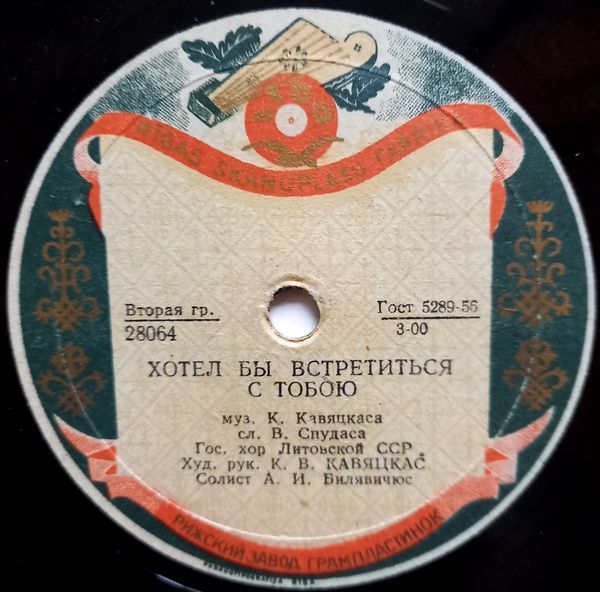 RĪGAS SKAŅUPLAŠU FABRIKA
Вторая гр.
28064
Гост 5289-56
3-00
ХОТЕЛ БЫ ВСТРЕТИТЬСЯ
С ТОБОЮ
муз. К. Кавяцкаса
сл. В. Спудаса
Гос. хор Литовской ССР
Худ. рук. К. В. КАВЯЦКАС
Солист А. И. Билявичюс
РИЖСКИЙ ЗАВОД ГРАМПЛАСТИНОК